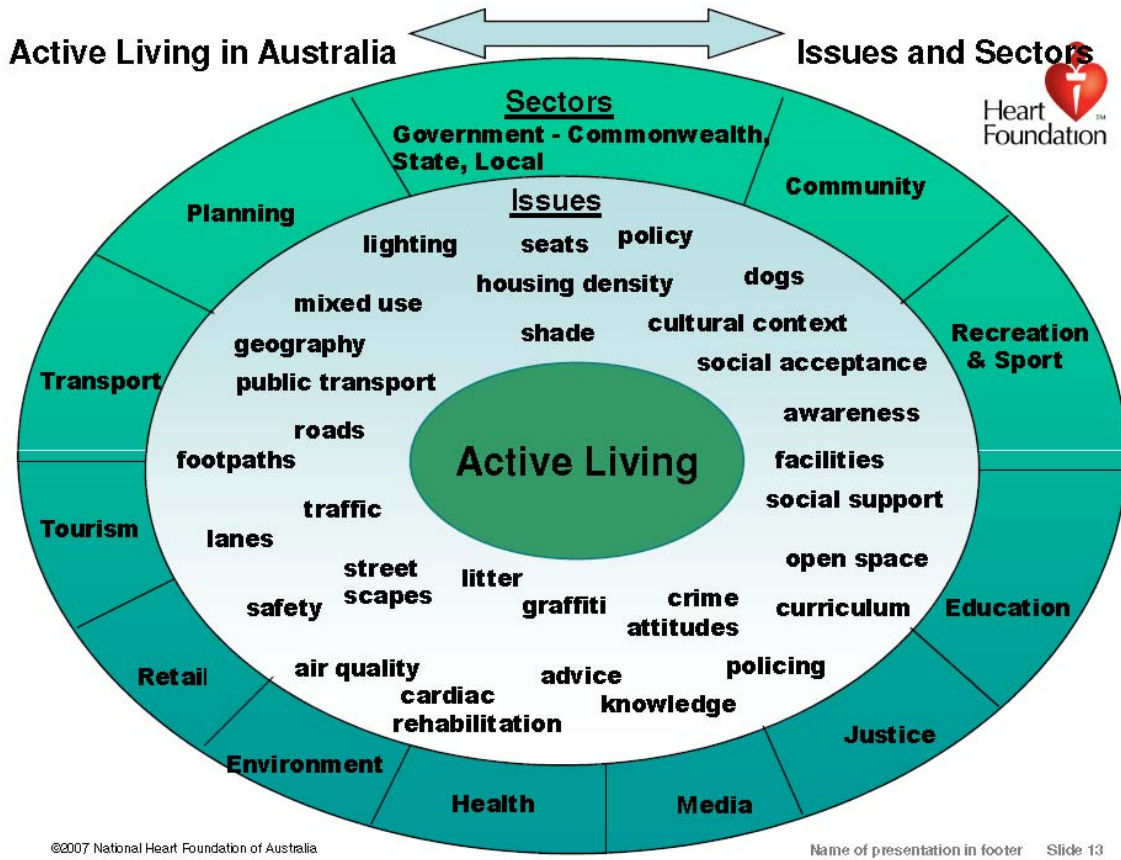 Active Living in Australia
Issues and Sectors
Heart
Foundation
TM
Sectors
Government - Commonwealth,
State, Local
Community
Planning
Recreation
& Sport
Transport
Tourism
Education
Retail
Justice
Environment
Health
Media
Issues
lighting
seats
policy
housing density
dogs
mixed use
shade
cultural context
geography
social acceptance
public transport
awareness
roads
footpaths
facilities
Active Living
social support
traffic
lanes
open space
street
scapes
litter
safety
graffiti
crime
attitudes
curriculum
air quality
advice
policing
cardiac
rehabilitation
knowledge
©2007 National Heart Foundation of Australia
Name of presentation in footer Slide 13